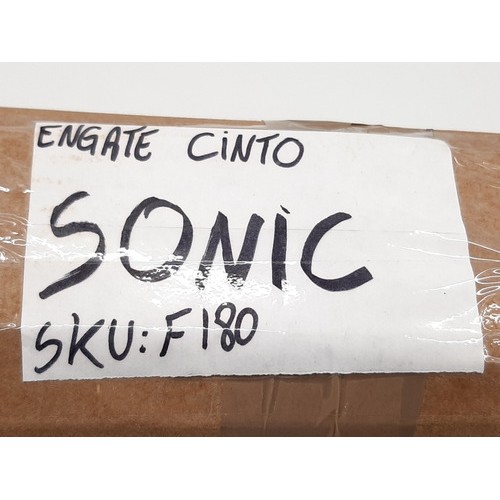 ENGATE CiNTO
SONiC
SKU: F180